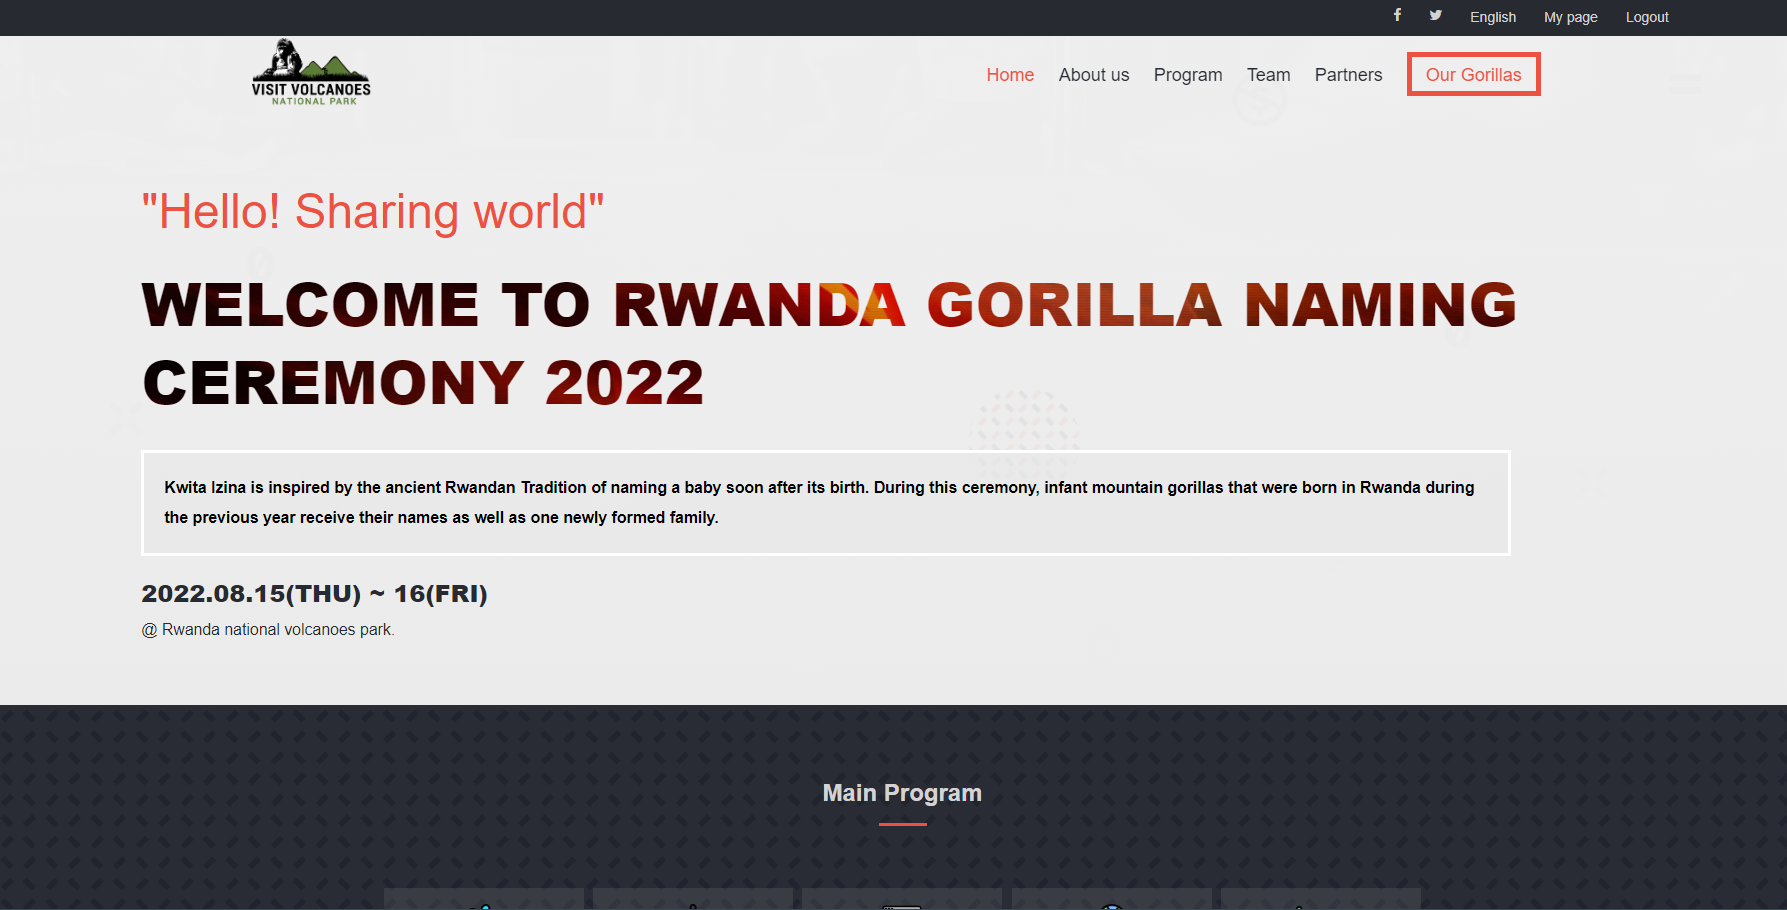 English My page Logout
VISIT VOLCANOES
NATIONAL PARK
Home About us Program Team Partners Our Gorillas
"Hello! Sharing world"
WELCOME TO RWANDA GORILLA NAMING
CEREMONY 2022
Kwita Izina is inspired by the ancient Rwandan Tradition of naming a baby soon after its birth. During this ceremony, infant mountain gorillas that were born in Rwanda during
the previous year receive their names as well as one newly formed family.
2022.08.15(THU) ~ 16(FRI)
@ Rwanda national volcanoes park.
Main Program